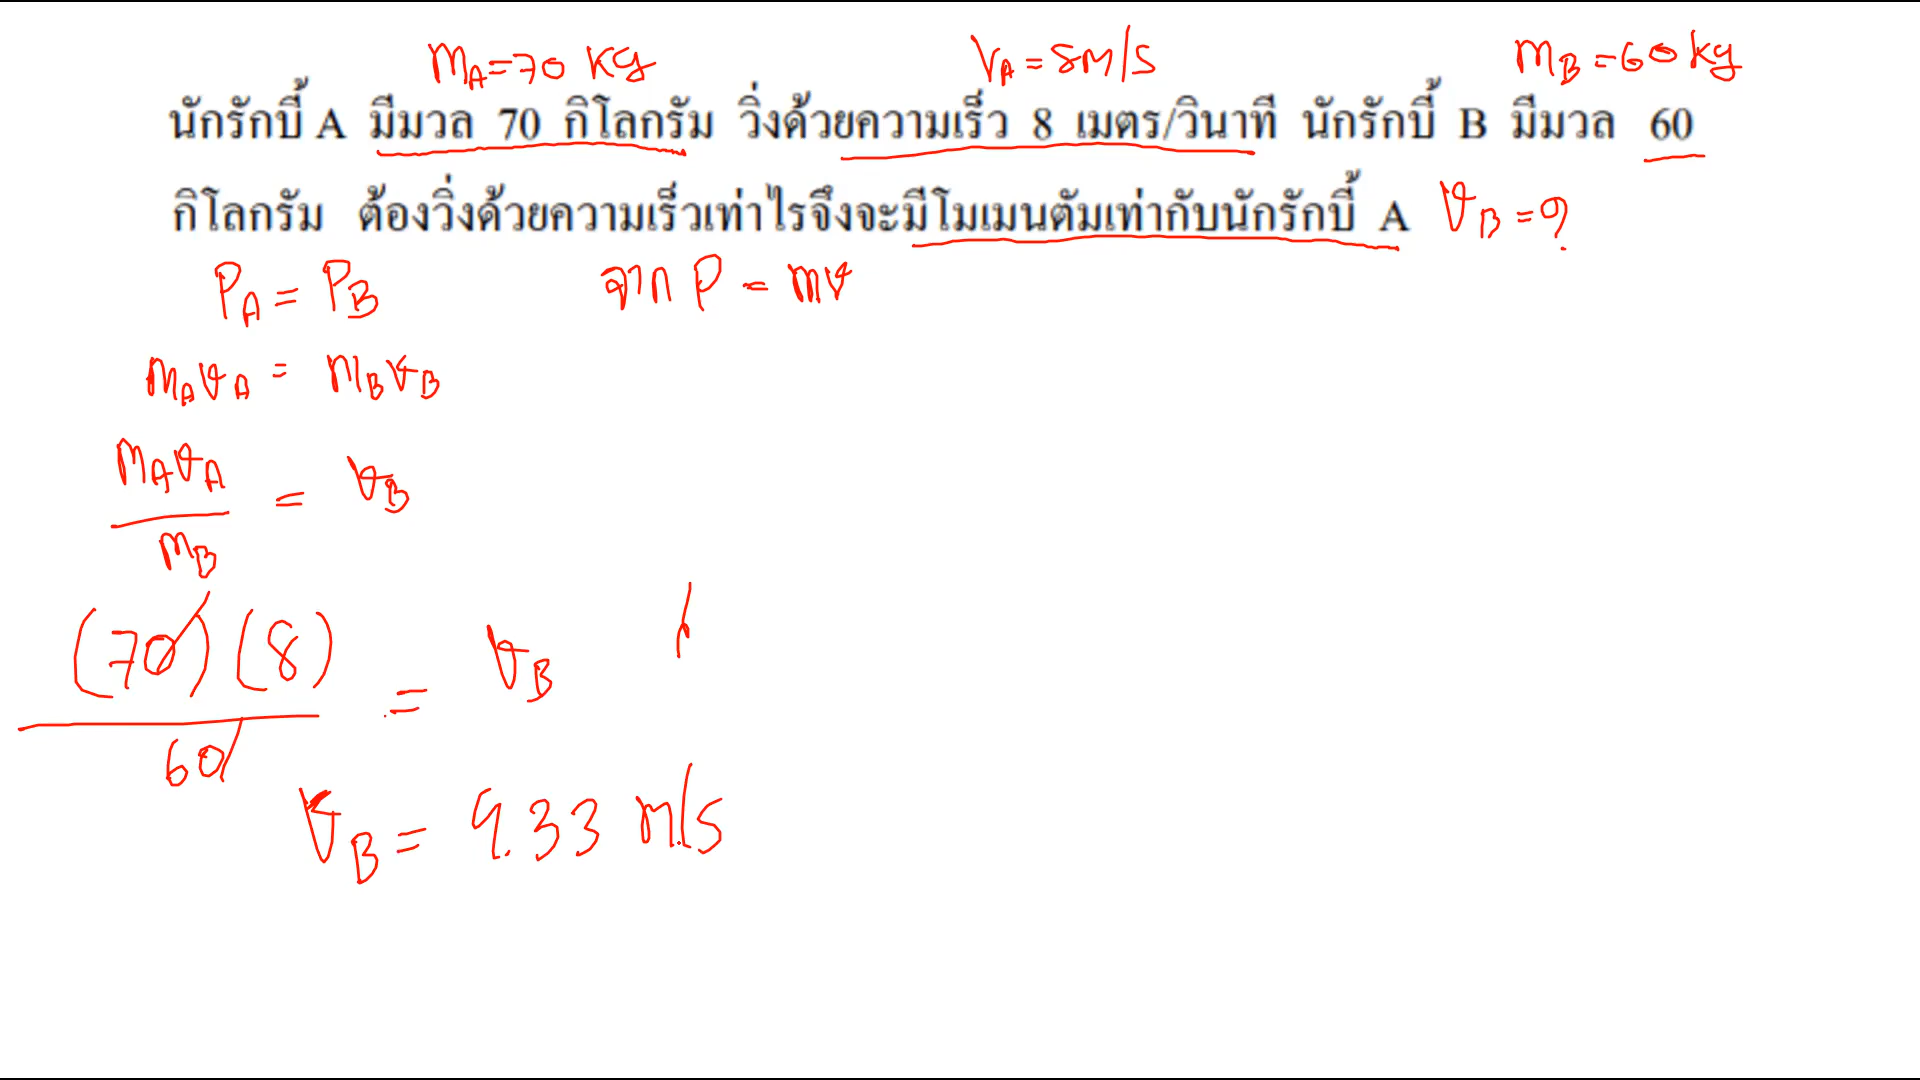 mA=70 kg vA=8m/s mB=60kg
นักรักบี้ A มีมวล 70 กิโลกรัม วิ่งด้วยความเร็ว 8 เมตร/วินาที นักรักบี้ B มีมวล 60
กิโลกรัม ต้องวิ่งด้วยความเร็วเท่าไรจึงจะมีโมเมนตัมเท่ากับนักรักบี้ A vB=?
PA = PB จาก P = mv
mAvA = mBvB
mAvA/mB = vB
(70)(8)/60 = vB
vB = 9.33 m/s